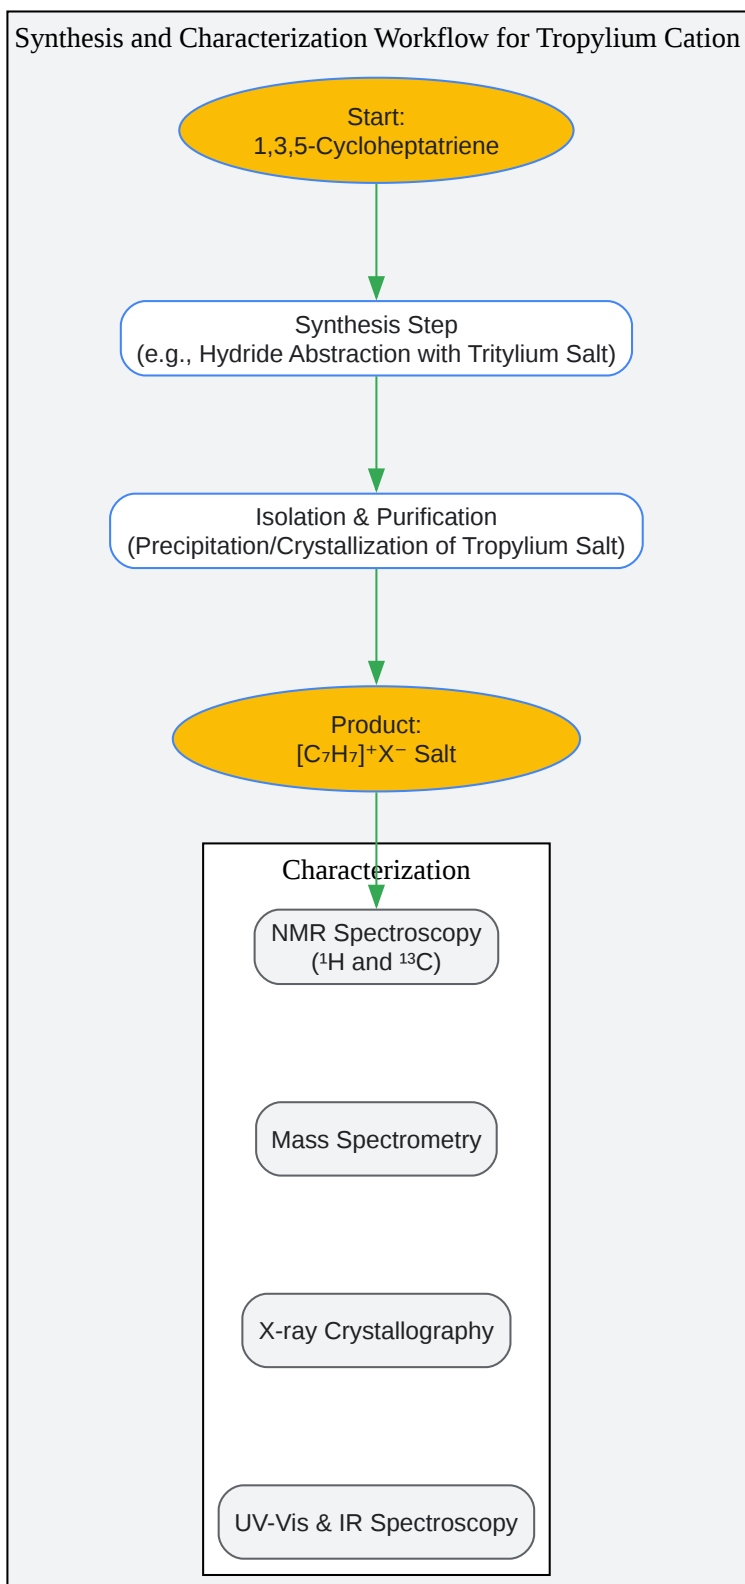 Synthesis and Characterization Workflow for Tropylium Cation
Start:
1,3,5-Cycloheptatriene
Synthesis Step
(e.g., Hydride Abstraction with Tritylium Salt)
Isolation & Purification
(Precipitation/Crystallization of Tropylium Salt)
Product:
[C₇H₇]⁺X⁻ Salt
Characterization
NMR Spectroscopy
(¹H and ¹³C)
Mass Spectrometry
X-ray Crystallography
UV-Vis & IR Spectroscopy